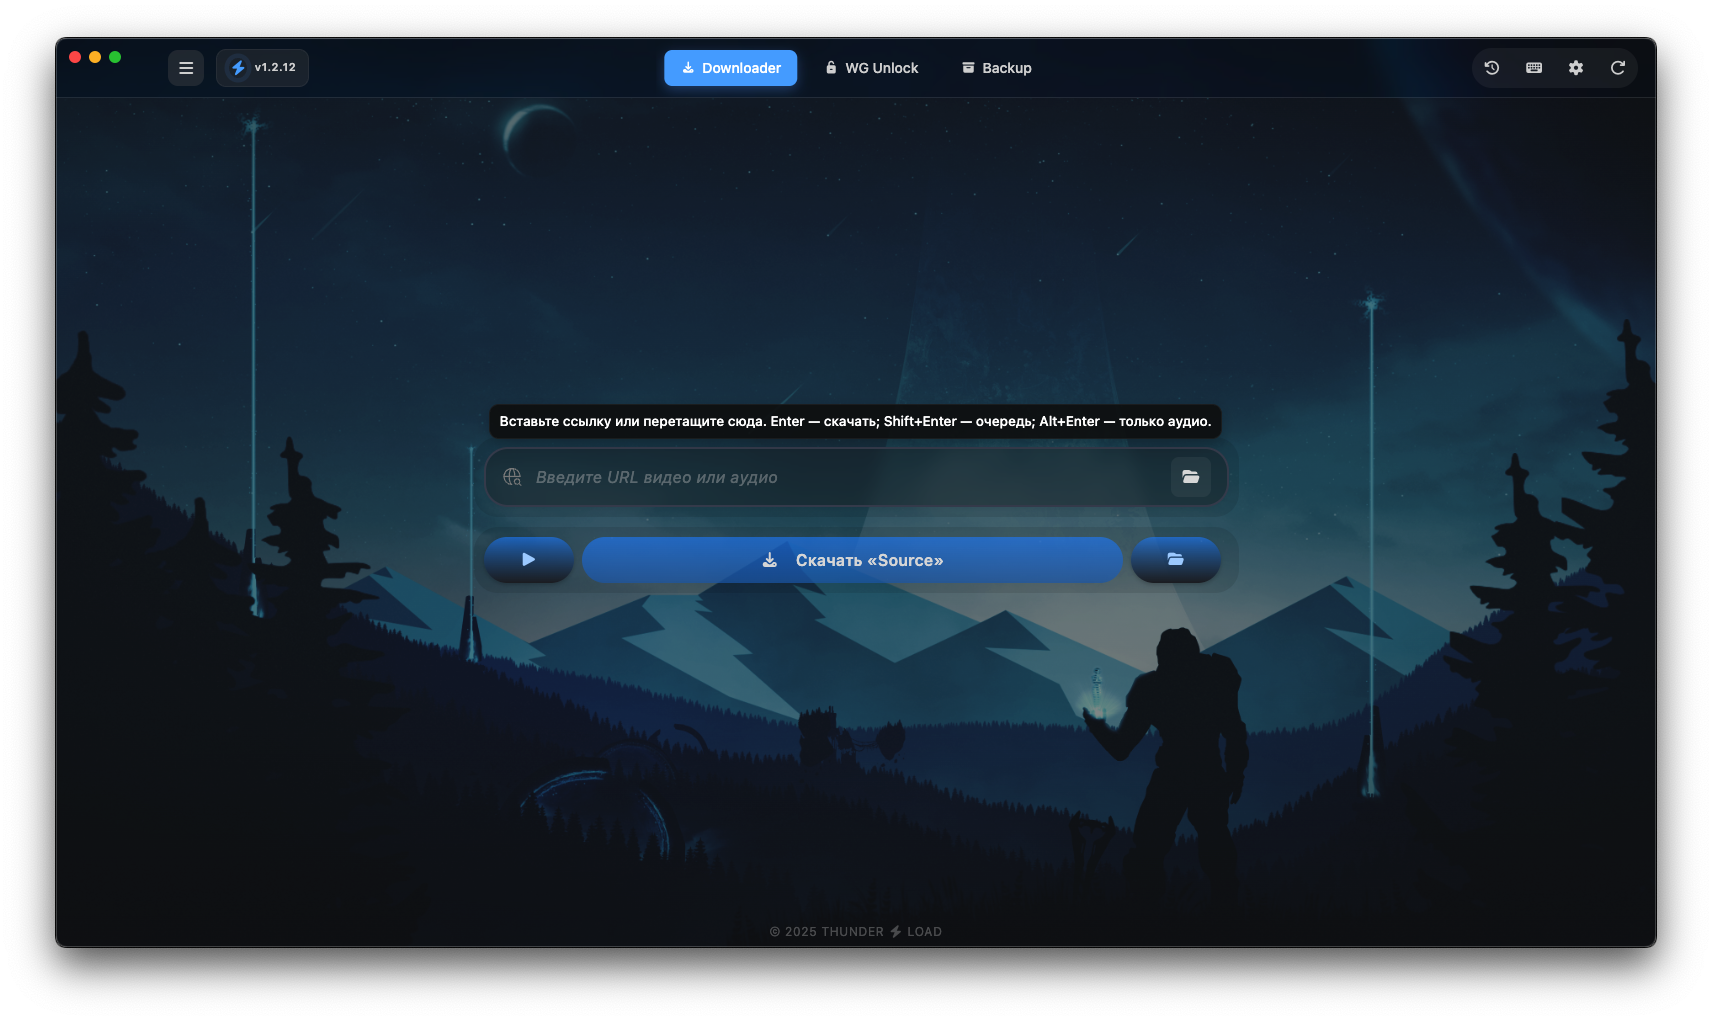 v1.2.12
Downloader
WG Unlock
Backup
Вставьте ссылку или перетащите сюда. Enter — скачать; Shift+Enter — очередь; Alt+Enter — только аудио.
Введите URL видео или аудио
Скачать «Source»
© 2025 THUNDER LOAD